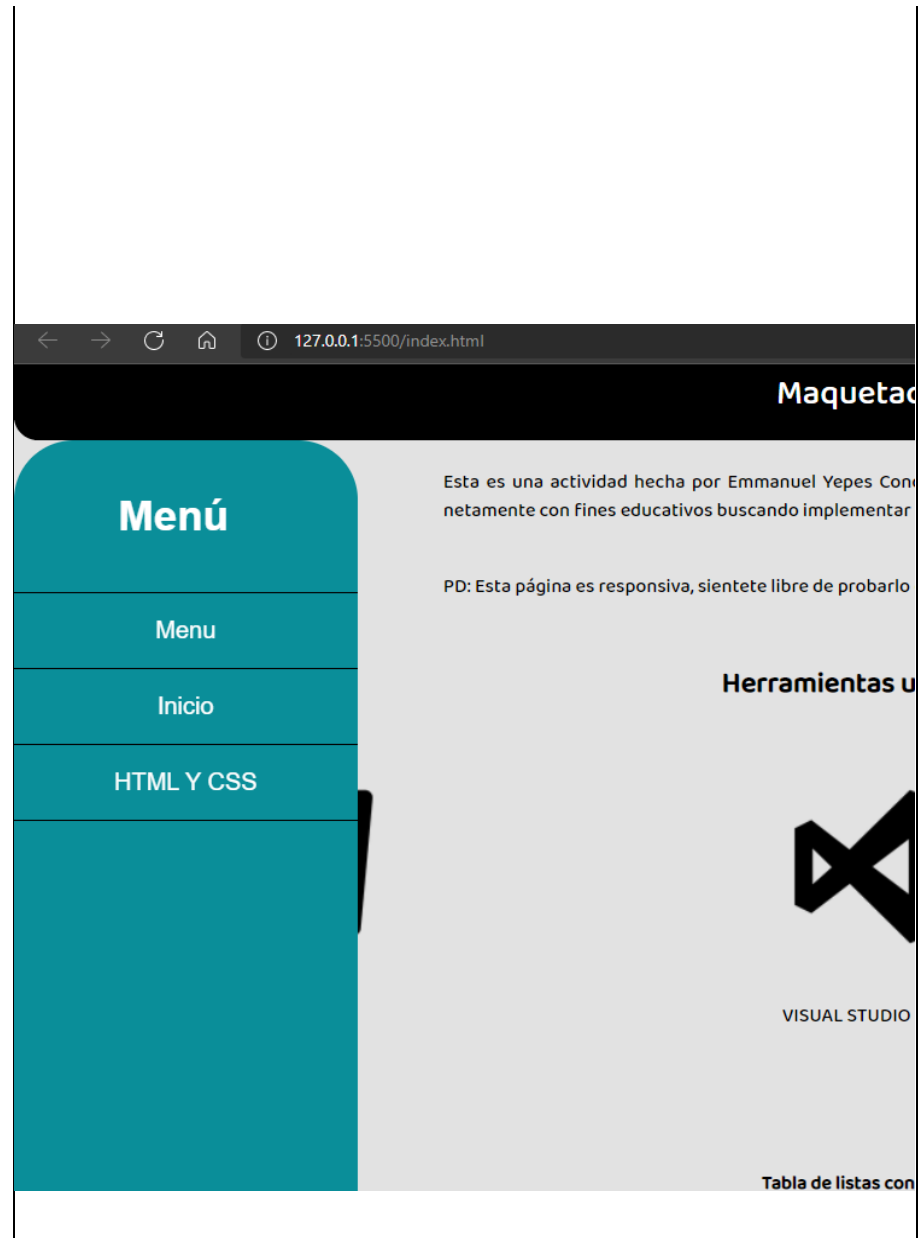 127.0.0.1:5500/index.html
Menú
Menu
Inicio
HTML Y CSS
Esta es una actividad hecha por Emmanuel Yepes
netamente con fines educativos buscando implementar
PD: Esta página es responsiva, sientete libre de probarlo
Herramientas
VISUAL STUDIO
Tabla de listas con